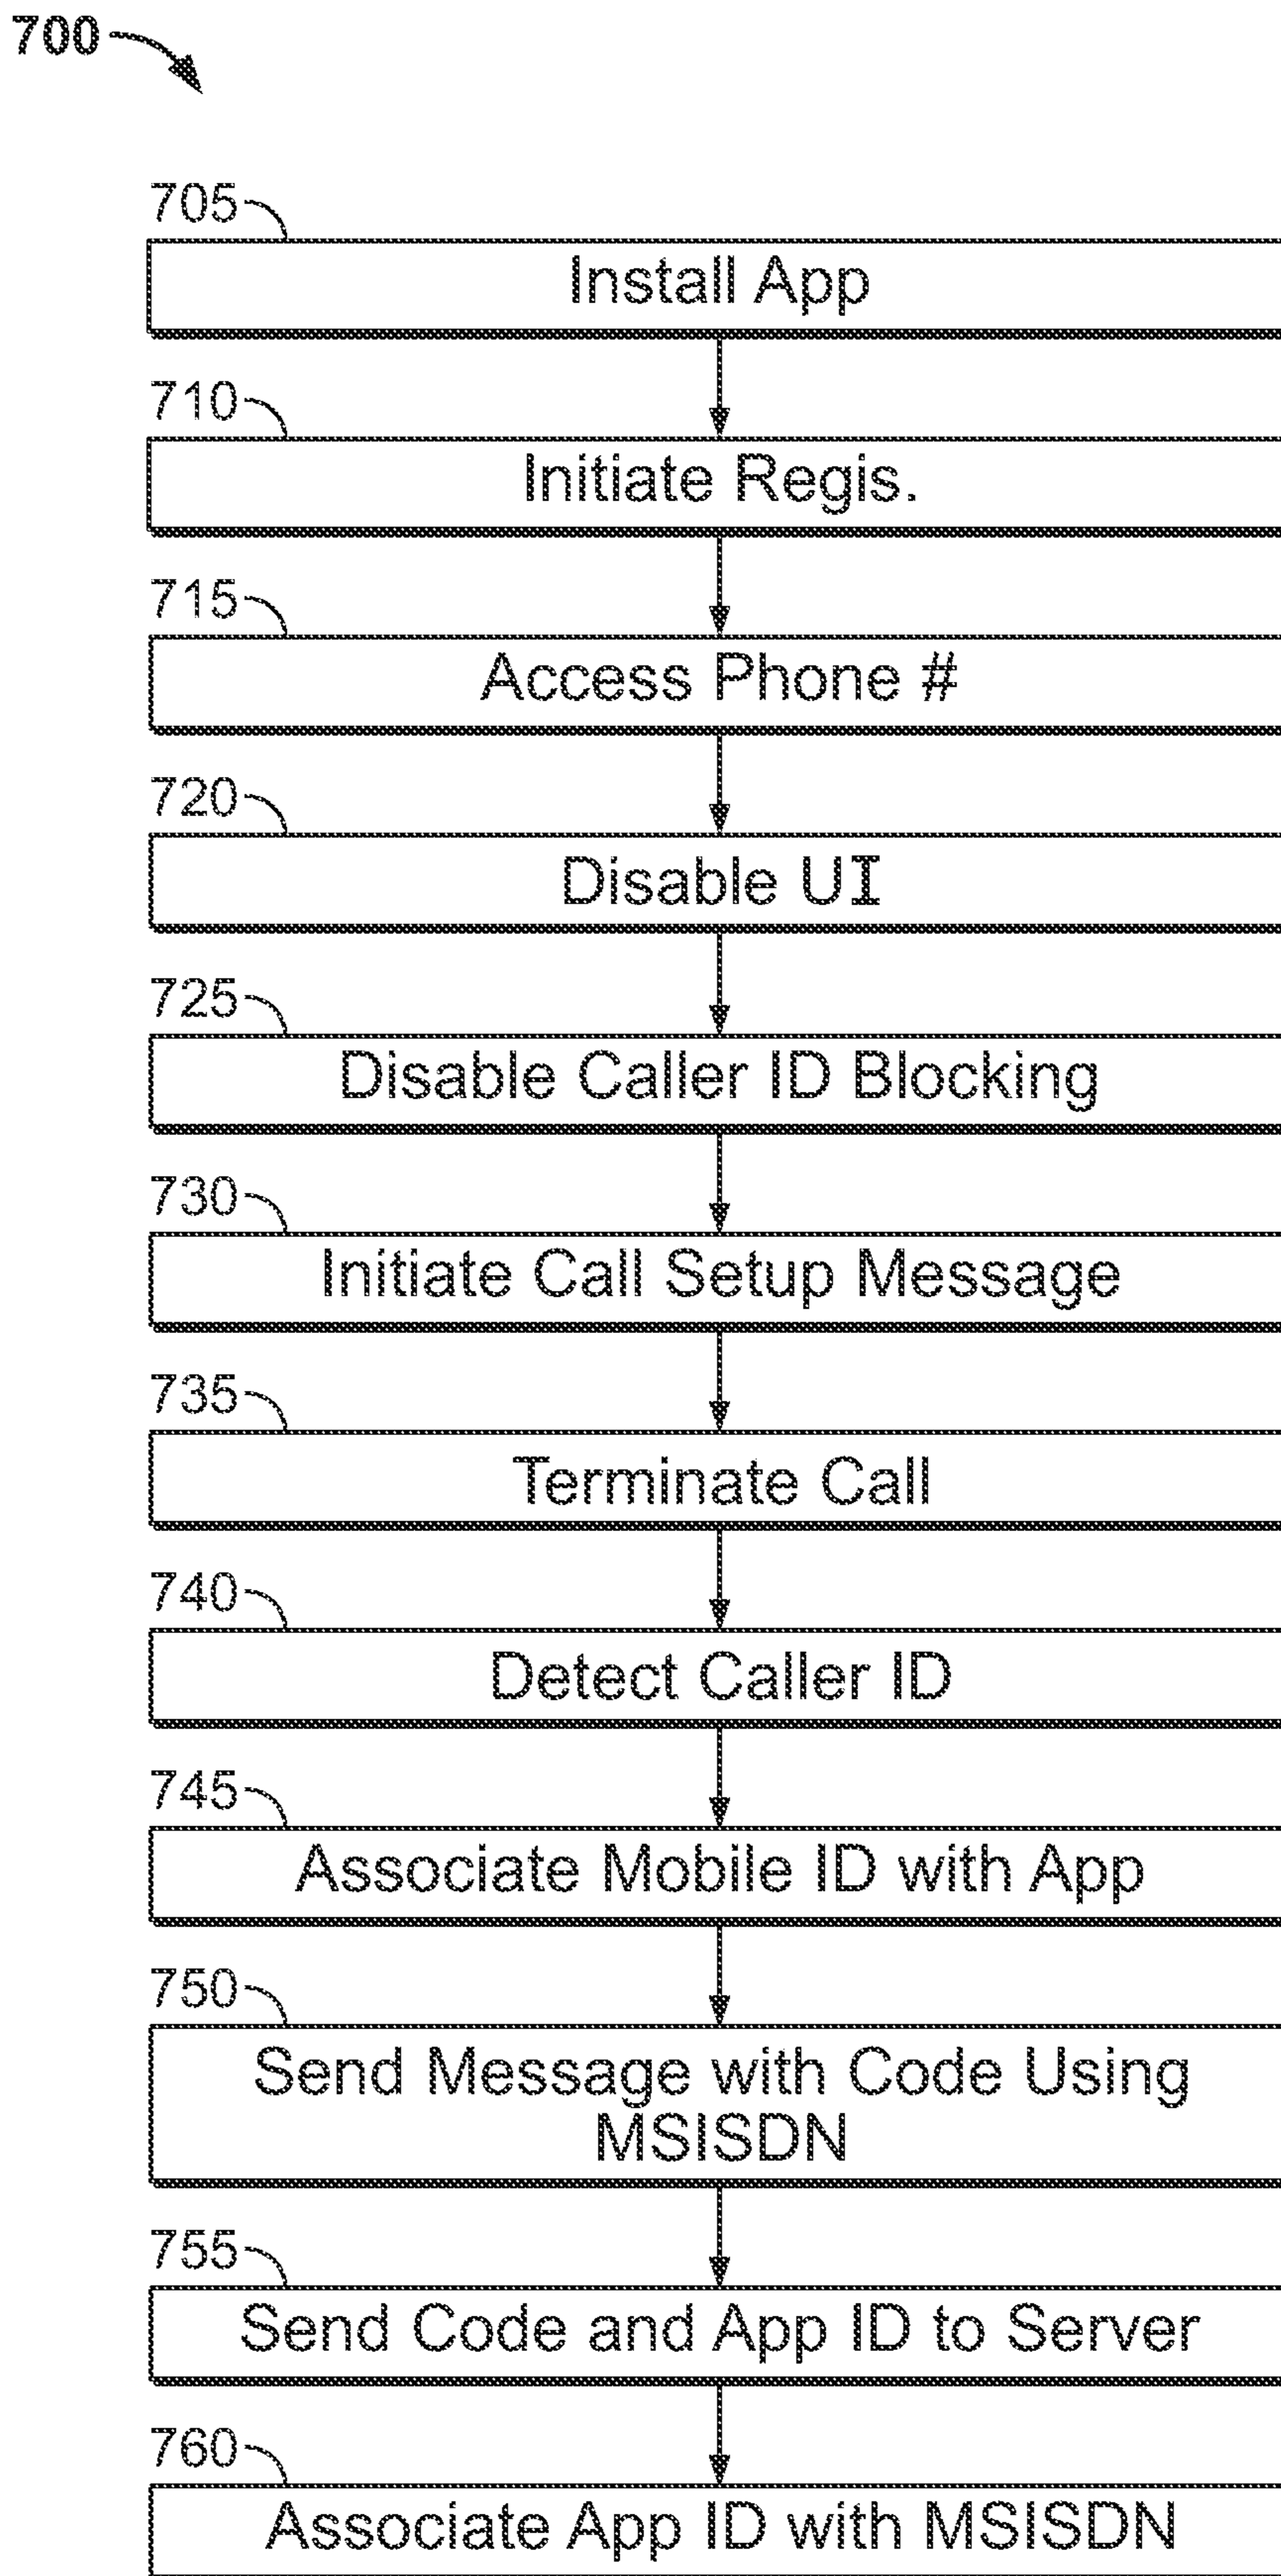 700
705
Install App
710
Initiate Regis.
715
Access Phone #
720
Disable UI
725
Disable Caller ID Blocking
730
Initiate Call Setup Message
735
Terminate Call
740
Detect Caller ID
745
Associate Mobile ID with App
750
Send Message with Code Using
MSISDN
755
Send Code and App ID to Server
760
Associate App ID with MSISDN